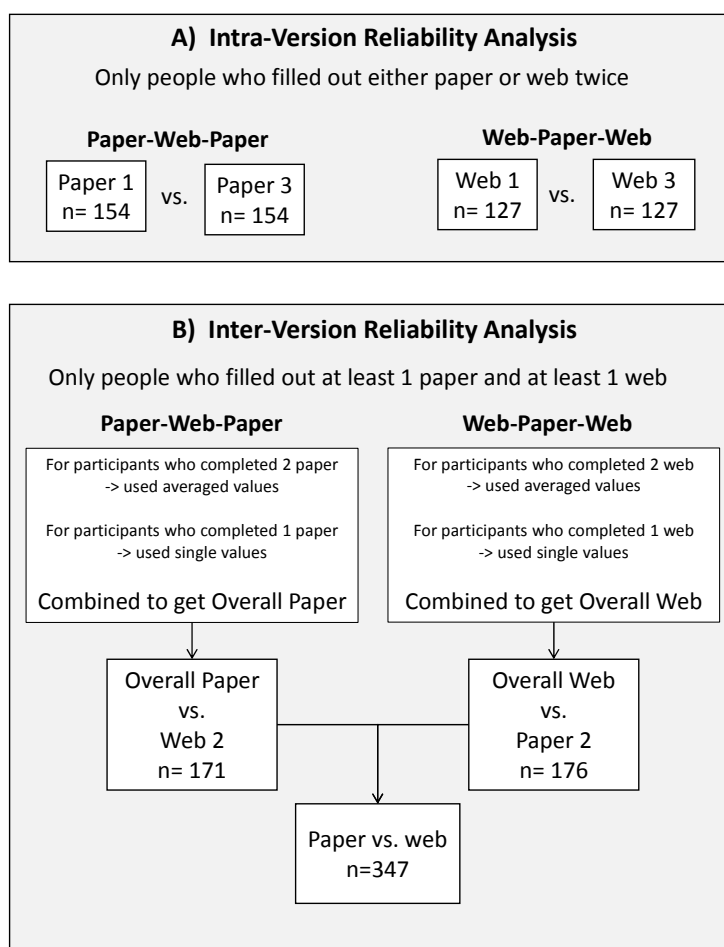 A) Intra-Version Reliability Analysis
Only people who filled out either paper or web twice
Paper-Web-Paper
Paper 1
n= 154
vs.
Paper 3
n= 154
Web-Paper-Web
Web 1
n= 127
vs.
Web 3
n= 127
B) Inter-Version Reliability Analysis
Only people who filled out at least 1 paper and at least 1 web
Paper-Web-Paper
For participants who completed 2 paper
-> used averaged values
For participants who completed 1 paper
-> used single values
Combined to get Overall Paper
Web-Paper-Web
For participants who completed 2 web
-> used averaged values
For participants who completed 1 web
-> used single values
Combined to get Overall Web
Overall Paper
vs.
Web 2
n= 171
Overall Web
vs.
Paper 2
n= 176
Paper vs. web
n=347